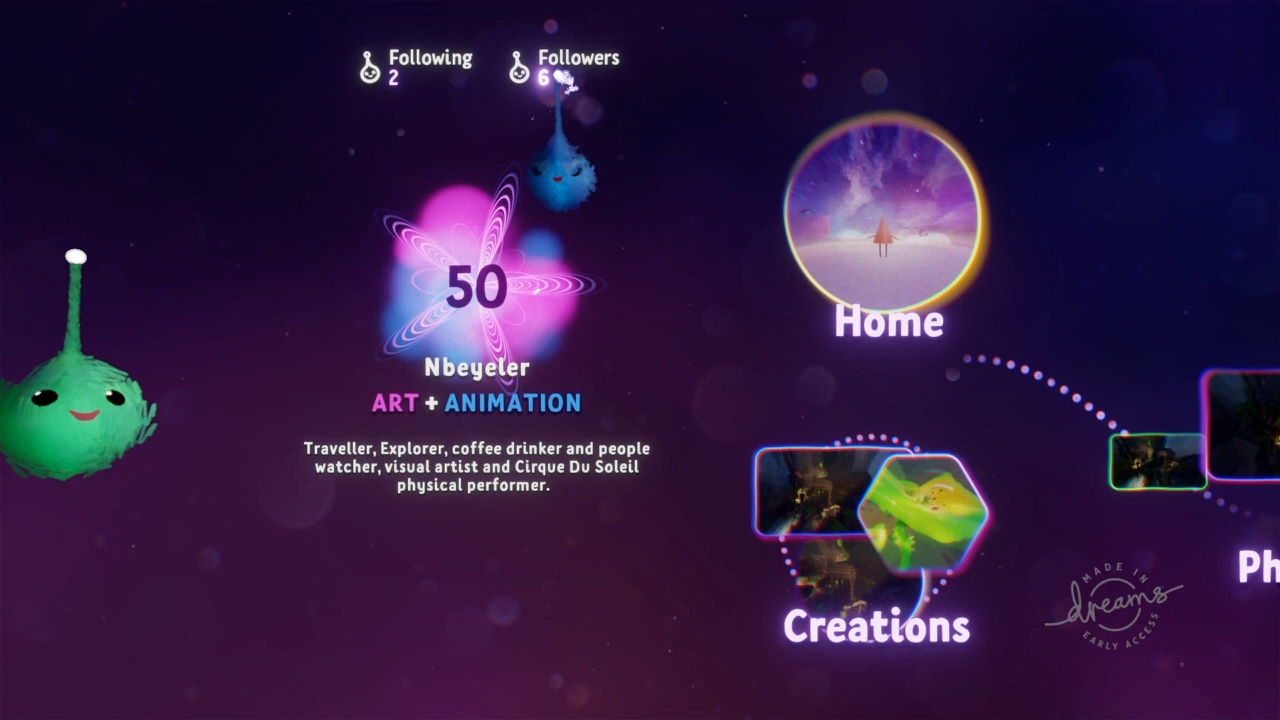 Following
2
Followers
6
50
Nbeyeler
ART + ANIMATION
Traveller, Explorer, coffee drinker and people
watcher, visual artist and Cirque Du Soleil
physical performer.
Home
Creations
Ph
MADE IN
dreams
EARLY ACCESS